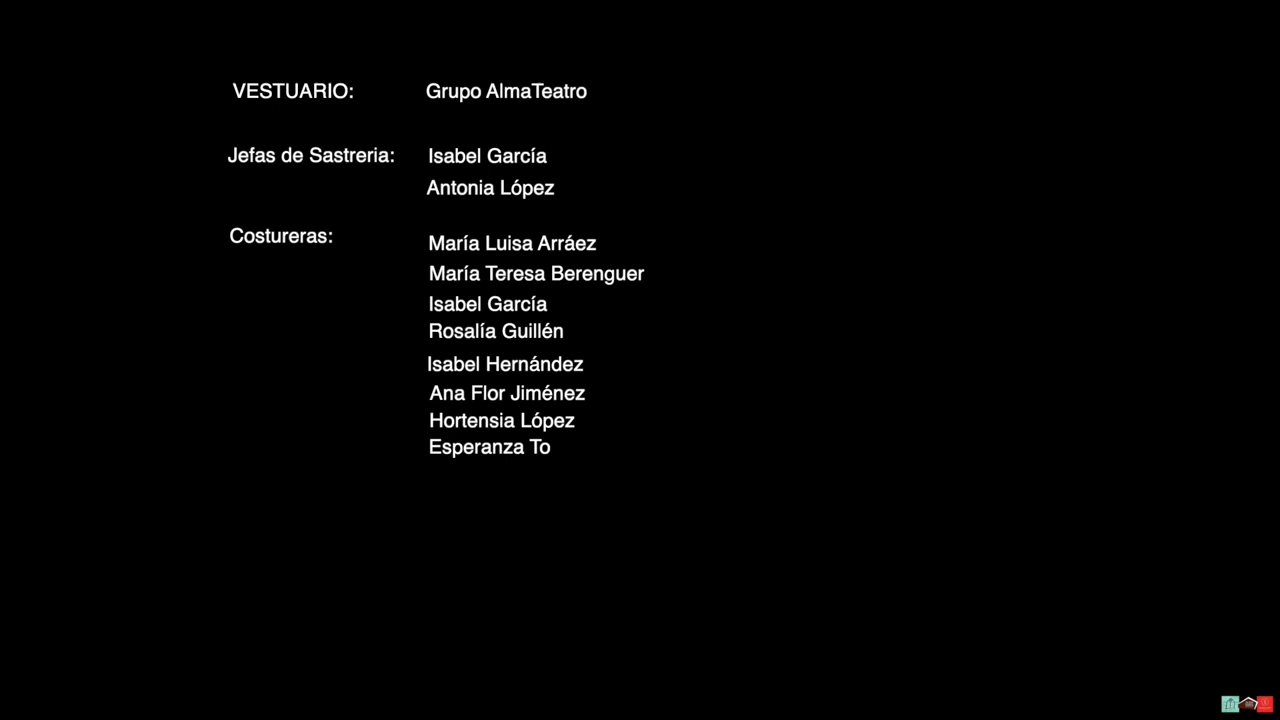 VESTUARIO: Grupo AlmaTeatro
Jefas de Sastreria: Isabel García
Antonia López
Costureras: María Luisa Arráez
María Teresa Berenguer
Isabel García
Rosalía Guillén
Isabel Hernández
Ana Flor Jiménez
Hortensia López
Esperanza To